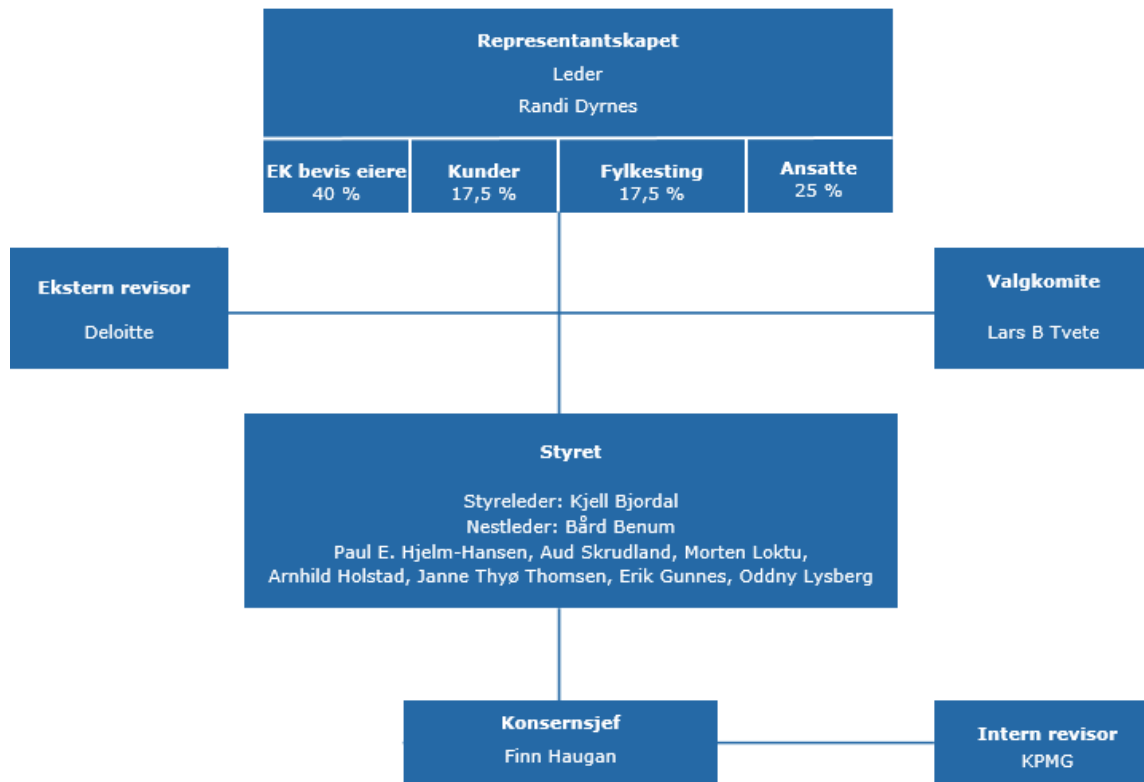 Representantskapet
Leder
Randi Dyrnes
EK bevis eiere
40 %
Kunder
17,5 %
Fylkesting
17,5 %
Ansatte
25 %
Ekstern revisor
Deloitte
Valgkomite
Lars B Tvete
Styret
Styreleder: Kjell Bjordal
Nestleder: Bård Benum
Paul E. Hjelm-Hansen, Aud Skrudland, Morten Loktu,
Arnhild Holstad, Janne Thyø Thomsen, Erik Gunnes, Oddny Lysberg
Konsernsjef
Finn Haugan
Intern revisor
KPMG